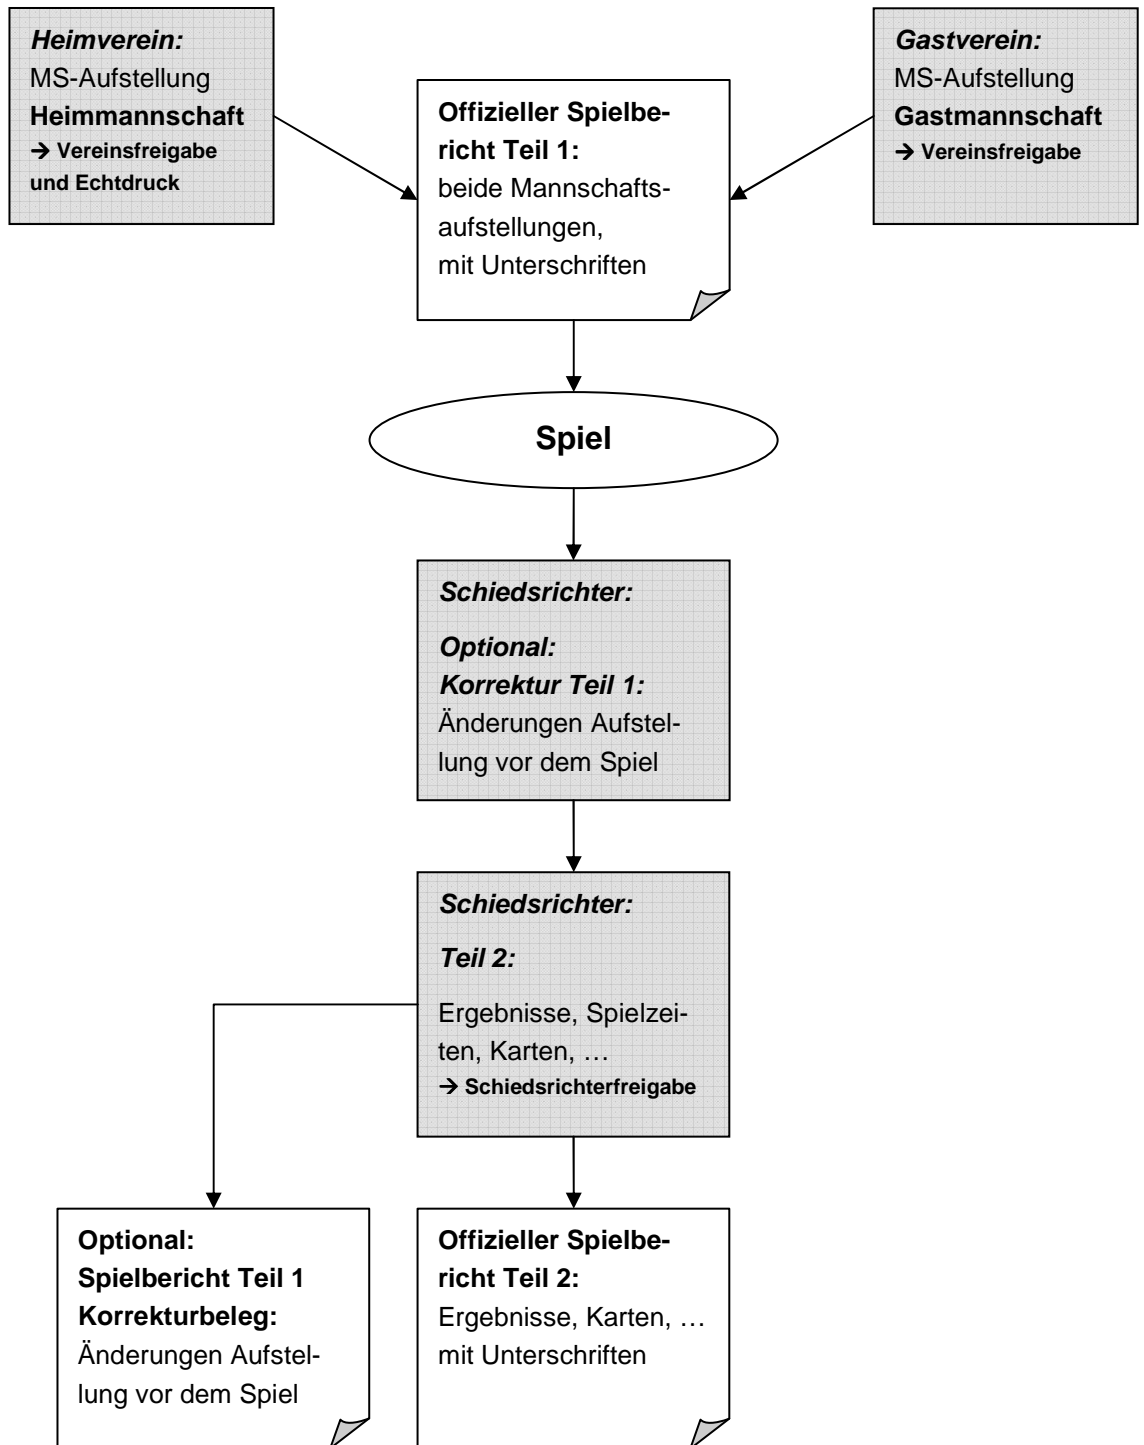 Heimverein:
MS-Aufstellung
Heimmannschaft
→ Vereinsfreigabe
und Echtdruck
Offizieller Spielbe-
richt Teil 1:
beide Mannschafts-
aufstellungen,
mit Unterschriften
Gastverein:
MS-Aufstellung
Gastmannschaft
→ Vereinsfreigabe
Spiel
Schiedsrichter:
Optional:
Korrektur Teil 1:
Änderungen Aufstel-
lung vor dem Spiel
Schiedsrichter:
Teil 2:
Ergebnisse, Spielzei-
ten, Karten, …
→ Schiedsrichterfreigabe
Optional:
Spielbericht Teil 1
Korrekturbeleg:
Änderungen Aufstel-
lung vor dem Spiel
Offizieller Spielbe-
richt Teil 2:
Ergebnisse, Karten, …
mit Unterschriften